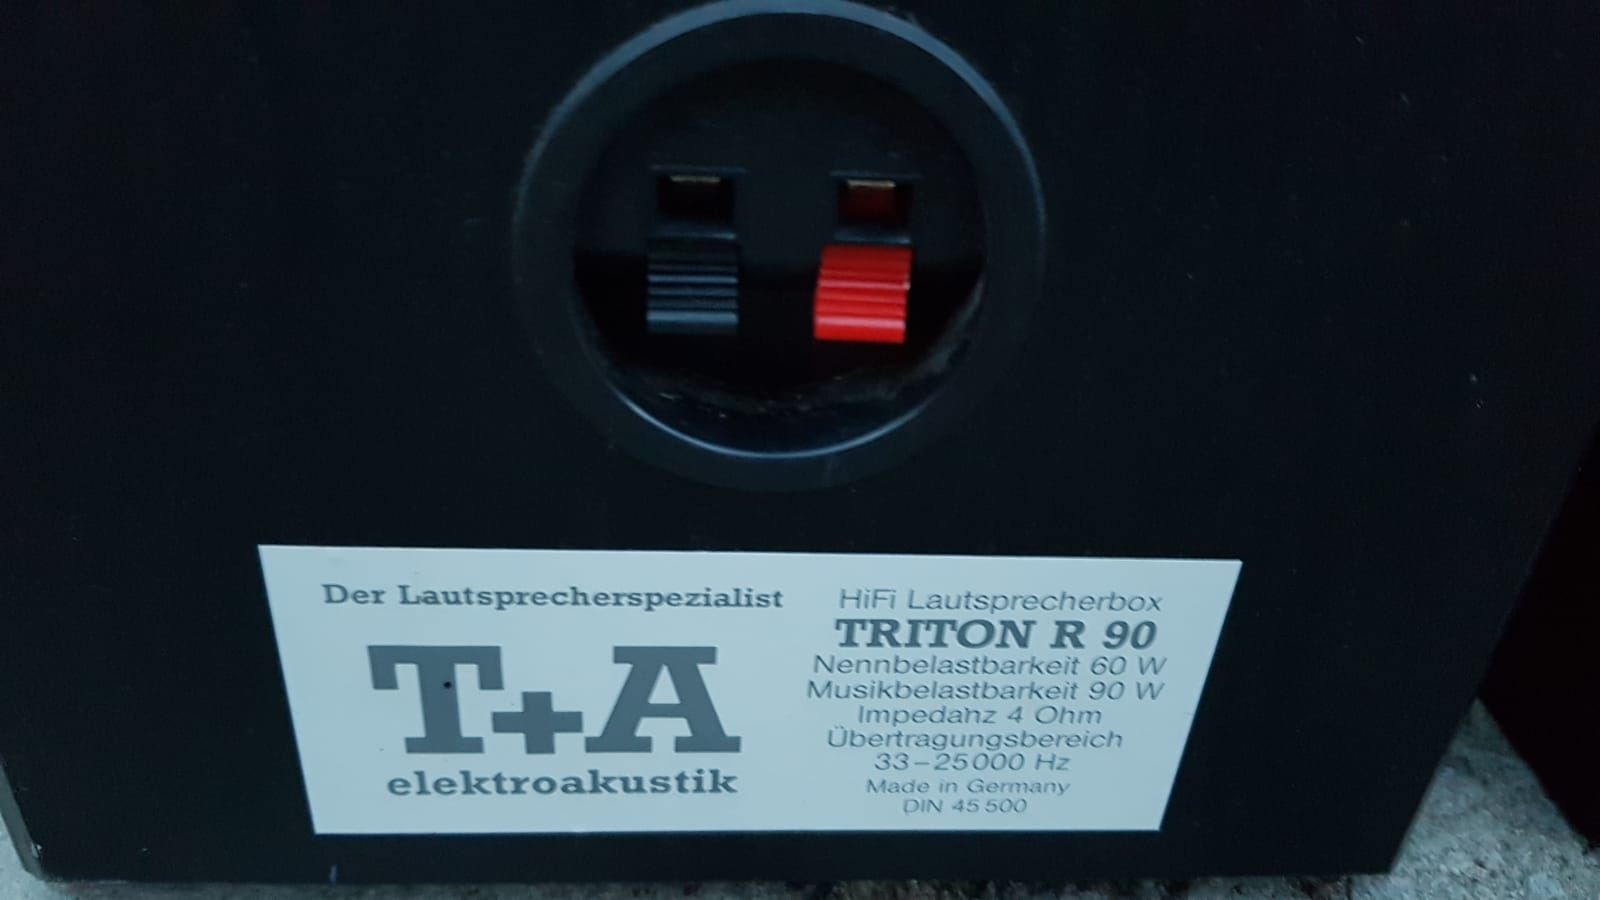 Der Lautsprecherspezialist
T+A
elektroakustik
HiFi Lautsprecherbox
TRITON R 90
Nennbelastbarkeit 60 W
Musikbelastbarkeit 90 W
Impedanz 4 Ohm
Übertragungsbereich
33–25000 Hz
Made in Germany
DIN 45 500